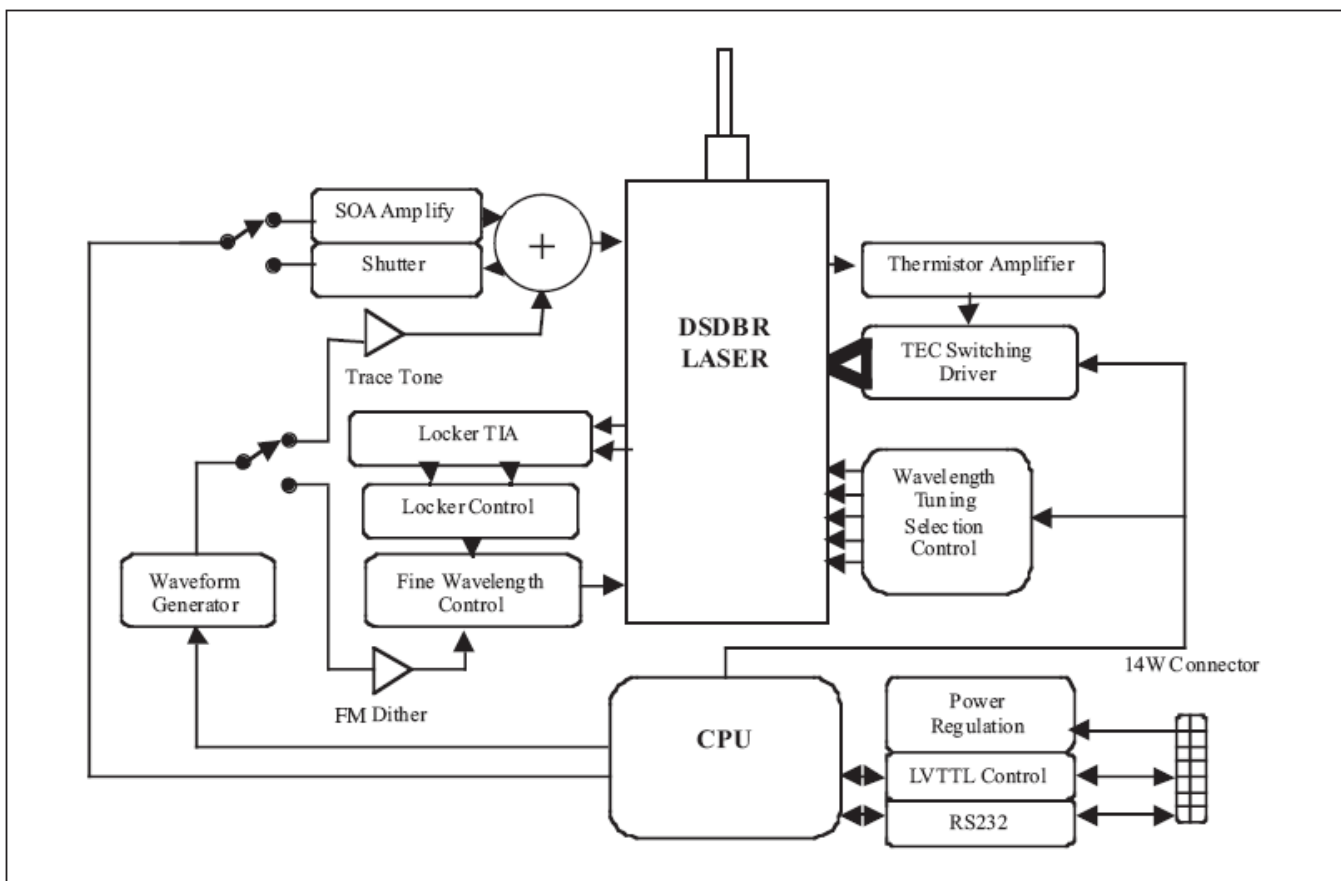 SOA Amplify
Shutter
+
Trace Tone
Locker TIA
Locker Control
Fine Wavelength
Control
Waveform
Generator
FM Dither
DSDBR
LASER
Thermistor Amplifier
TEC Switching
Driver
Wavelength
Tuning
Selection
Control
14W Connector
CPU
Power
Regulation
LVTTL Control
RS232